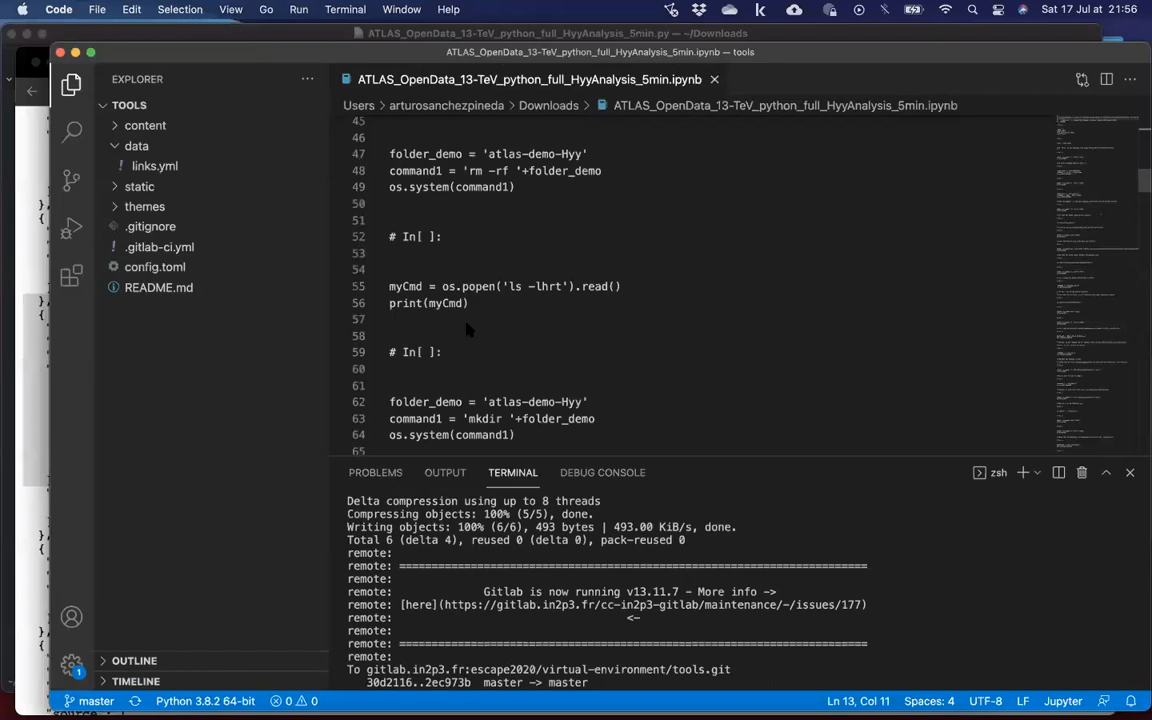 Code File Edit Selection View Go Run Terminal Window Help Sat 17 Jul at 21:56
ATLAS_OpenData_13-TeV_python_full_HyyAnalysis_5min.py — ~/Downloads
ATLAS_OpenData_13-TeV_python_full_HyyAnalysis_5min.ipynb — tools
EXPLORER
ATLAS_OpenData_13-TeV_python_full_HyyAnalysis_5min.ipynb
TOOLS
content
data
links.yml
static
themes
.gitignore
.gitlab-ci.yml
config.toml
README.md
OUTLINE
TIMELINE
Users > arturosanchezpineda > Downloads > ATLAS_OpenData_13-TeV_python_full_HyyAnalysis_5min.ipynb
45
46
47 folder_demo = 'atlas-demo-Hyy'
48 command1 = 'rm -rf '+folder_demo
49 os.system(command1)
50
51
52 # In[ ]:
53
54
55 myCmd = os.popen('ls -lhrt').read()
56 print(myCmd)
57
58
59 # In[ ]:
60
61
62 folder_demo = 'atlas-demo-Hyy'
63 command1 = 'mkdir '+folder_demo
64 os.system(command1)
65
PROBLEMS OUTPUT TERMINAL DEBUG CONSOLE zsh
Delta compression using up to 8 threads
Compressing objects: 100% (5/5), done.
Writing objects: 100% (6/6), 493 bytes | 493.00 KiB/s, done.
Total 6 (delta 4), reused 0 (delta 0), pack-reused 0
remote:
remote: ======================================================================
remote:
remote: Gitlab is now running v13.11.7 - More info ->
remote: [here](https://gitlab.in2p3.fr/cc-in2p3-gitlab/maintenance/-/issues/177)
remote: <-
remote:
remote: ======================================================================
remote:
To gitlab.in2p3.fr:escape2020/virtual-environment/tools.git
30d2116..2ec973b master -> master
1
master Python 3.8.2 64-bit 0 0 Ln 13, Col 11 Spaces: 4 UTF-8 LF Jupyter